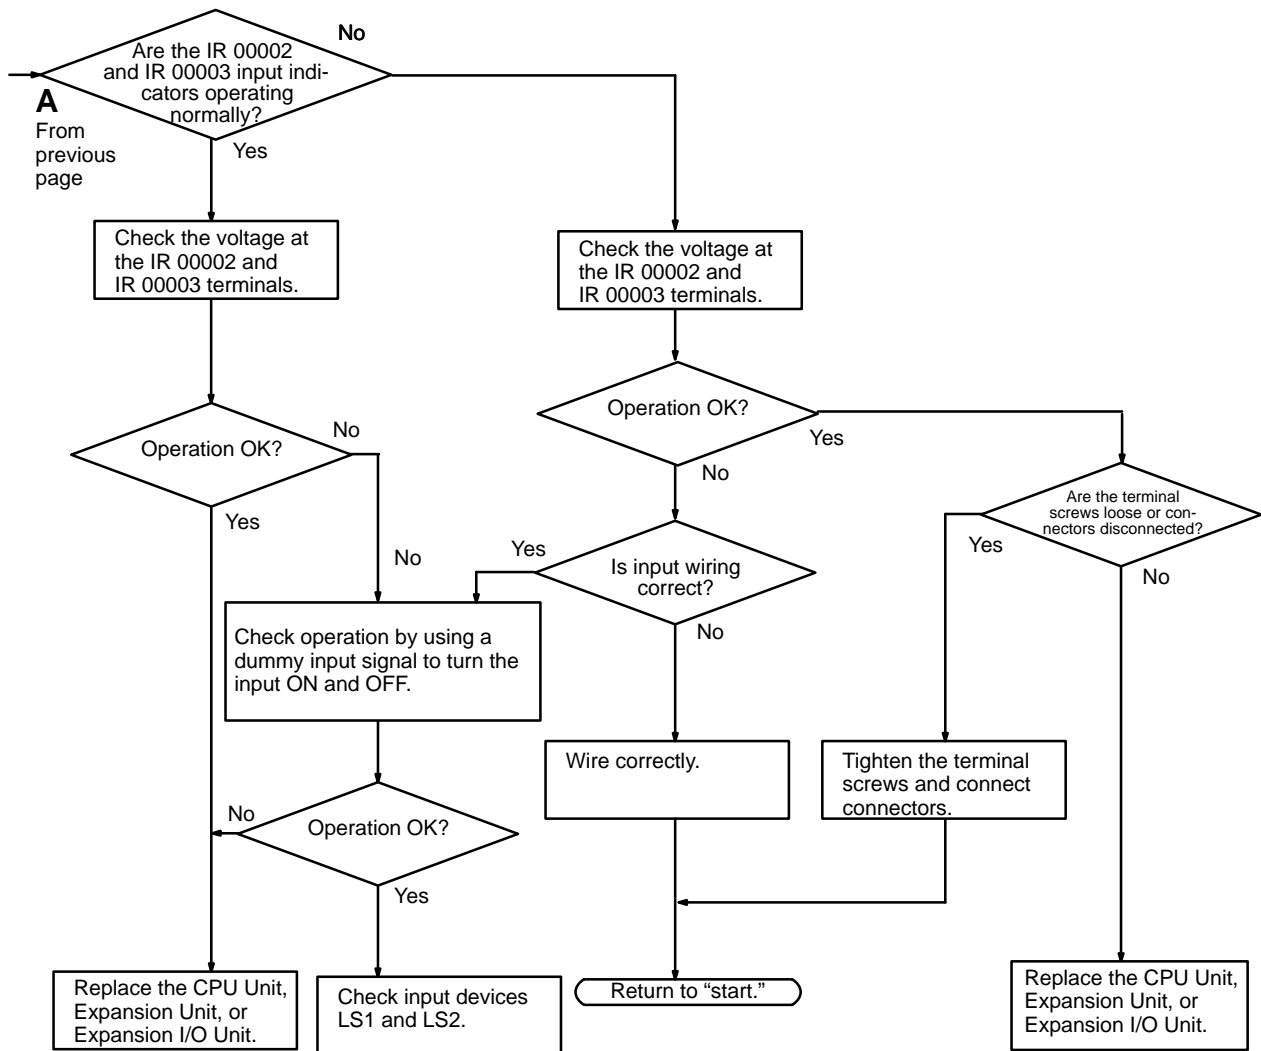 No
Are the IR 00002
and IR 00003 input indi-
cators operating
normally?
A
From
previous
page
Yes
Check the voltage at
the IR 00002 and
IR 00003 terminals.
Check the voltage at
the IR 00002 and
IR 00003 terminals.
Operation OK?
No
Yes
Operation OK?
Yes
No
Are the terminal
screws loose or con-
nectors disconnected?
Yes
No
No
Yes
Is input wiring
correct?
No
Check operation by using a
dummy input signal to turn the
input ON and OFF.
Wire correctly.
Tighten the terminal
screws and connect
connectors.
No
Operation OK?
Yes
Replace the CPU Unit,
Expansion Unit, or
Expansion I/O Unit.
Check input devices
LS1 and LS2.
Return to “start.”
Replace the CPU Unit,
Expansion Unit, or
Expansion I/O Unit.